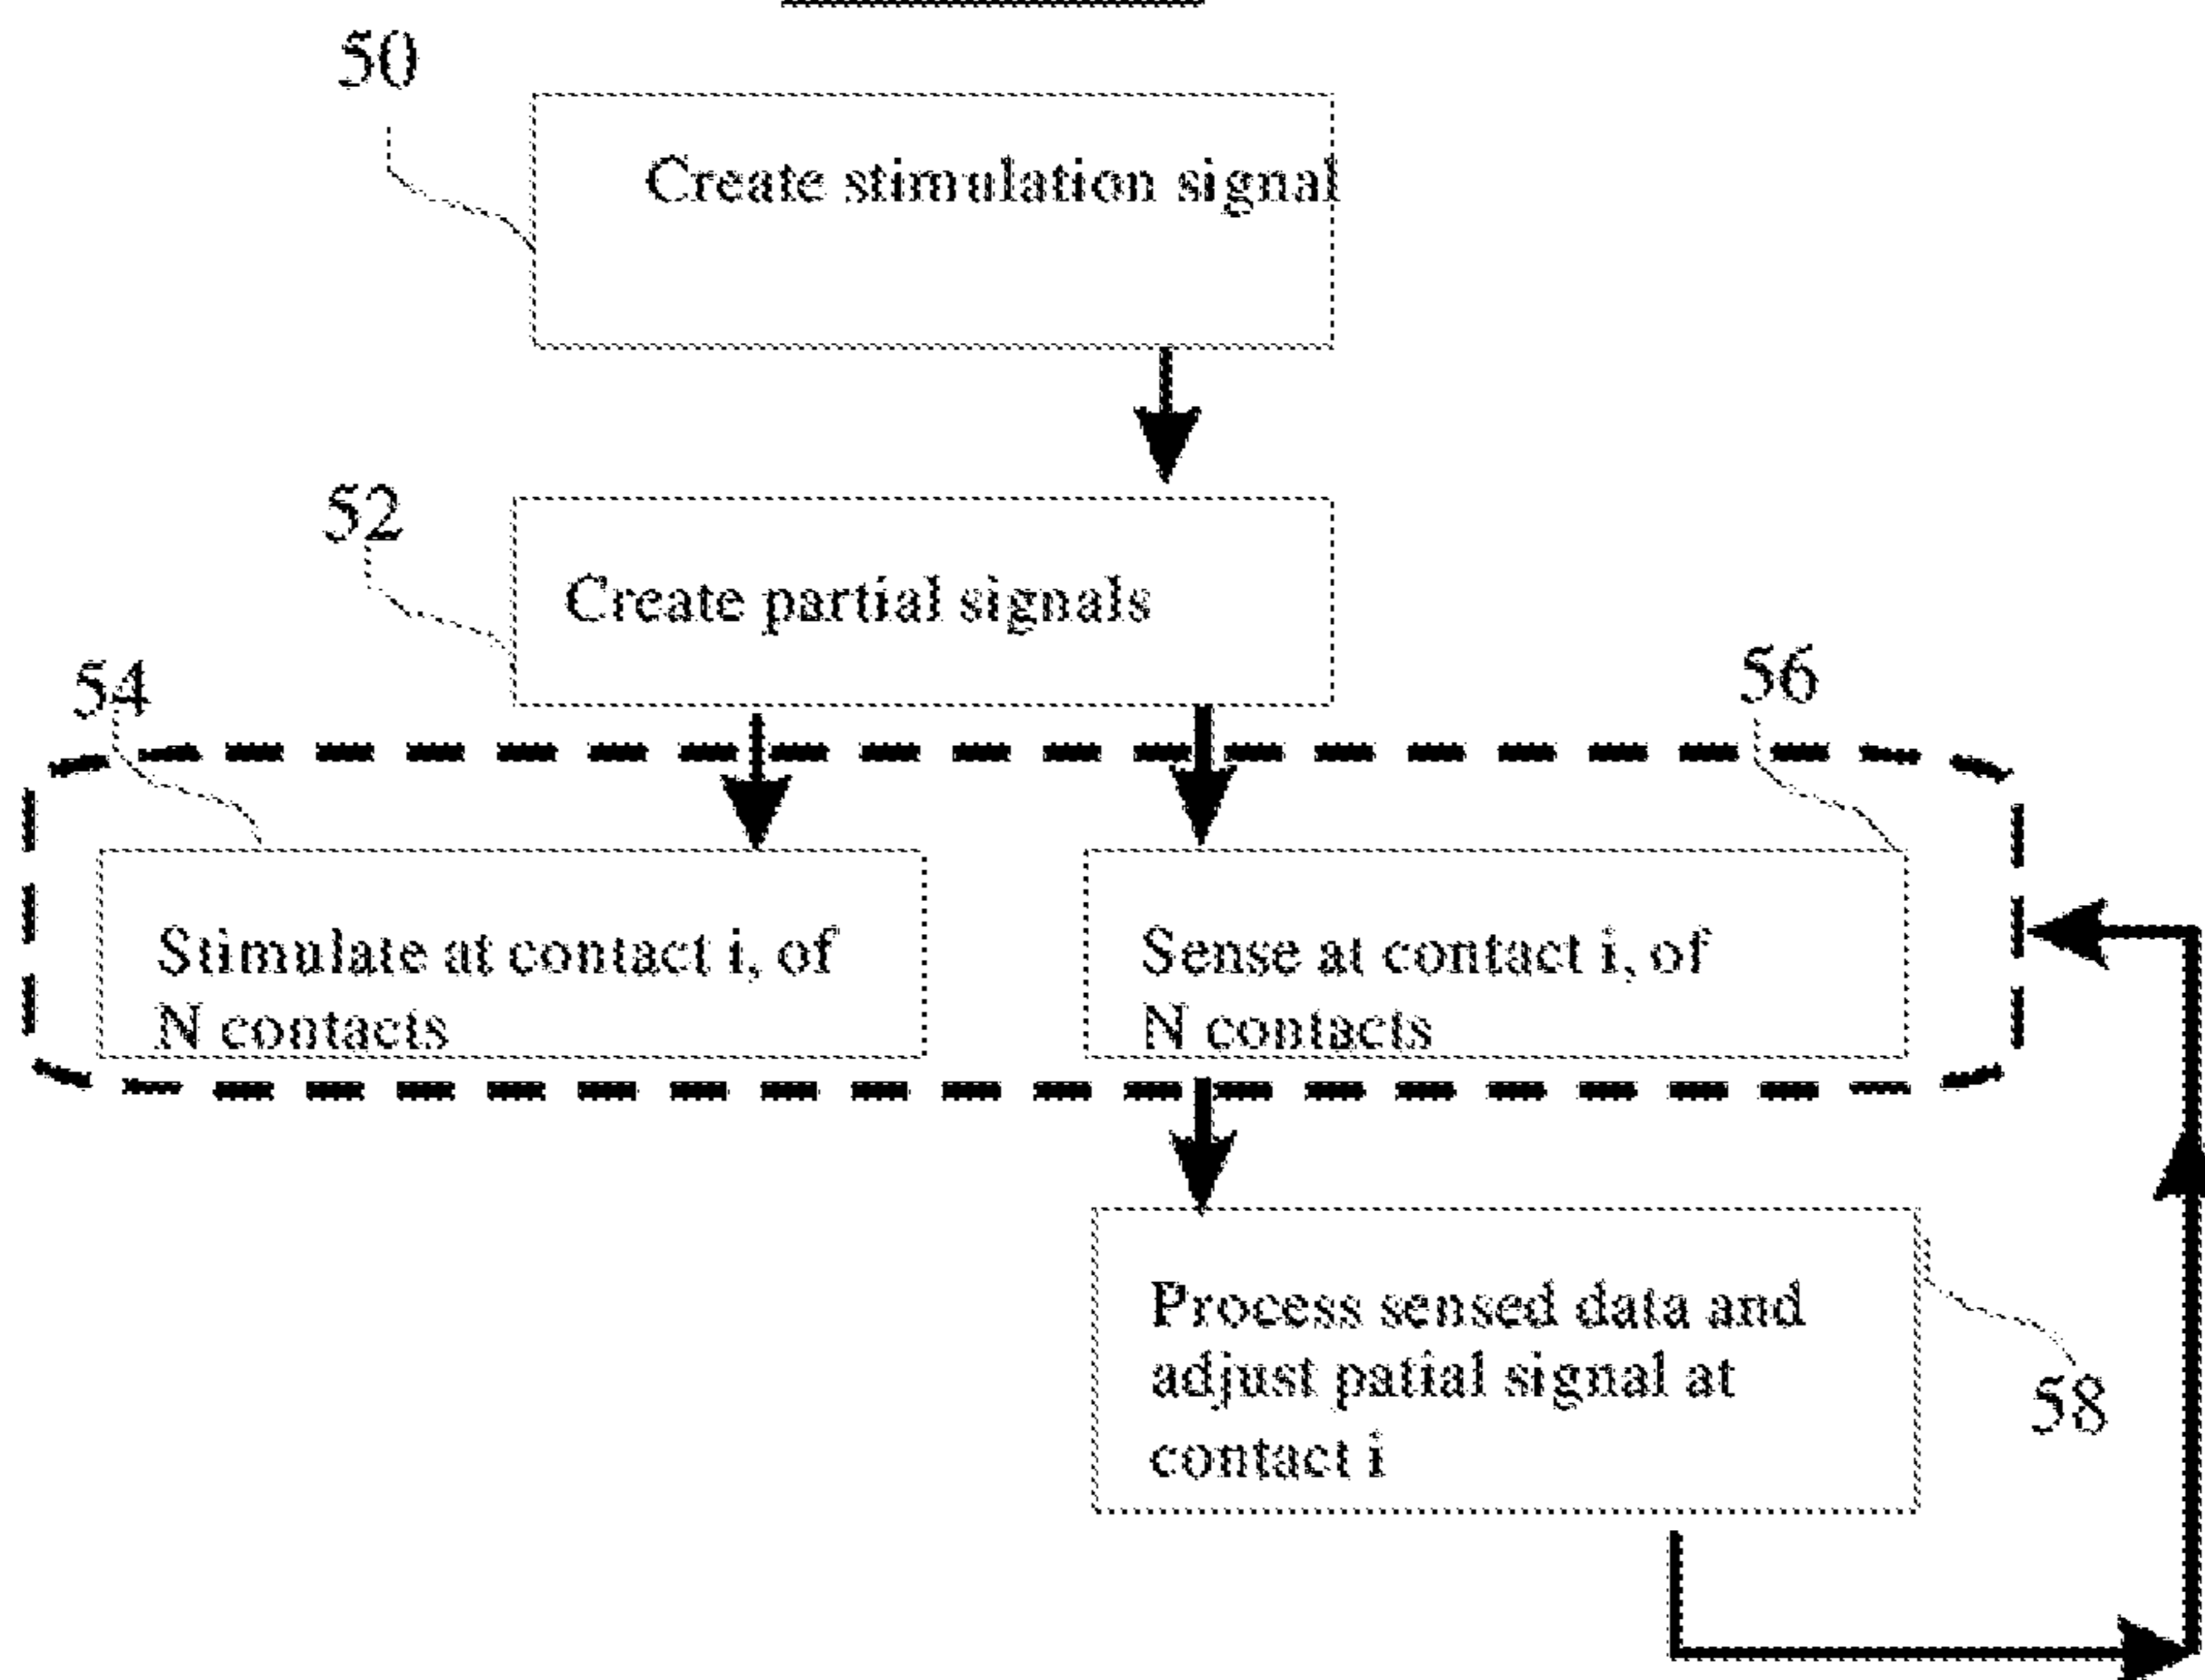 50
Create stimulation signal
52
Create partial signals
54
56
Stimulate at contact i, of
N contacts
Sense at contact i, of
N contacts
Process sensed data and
adjust patial signal at
contact i
58